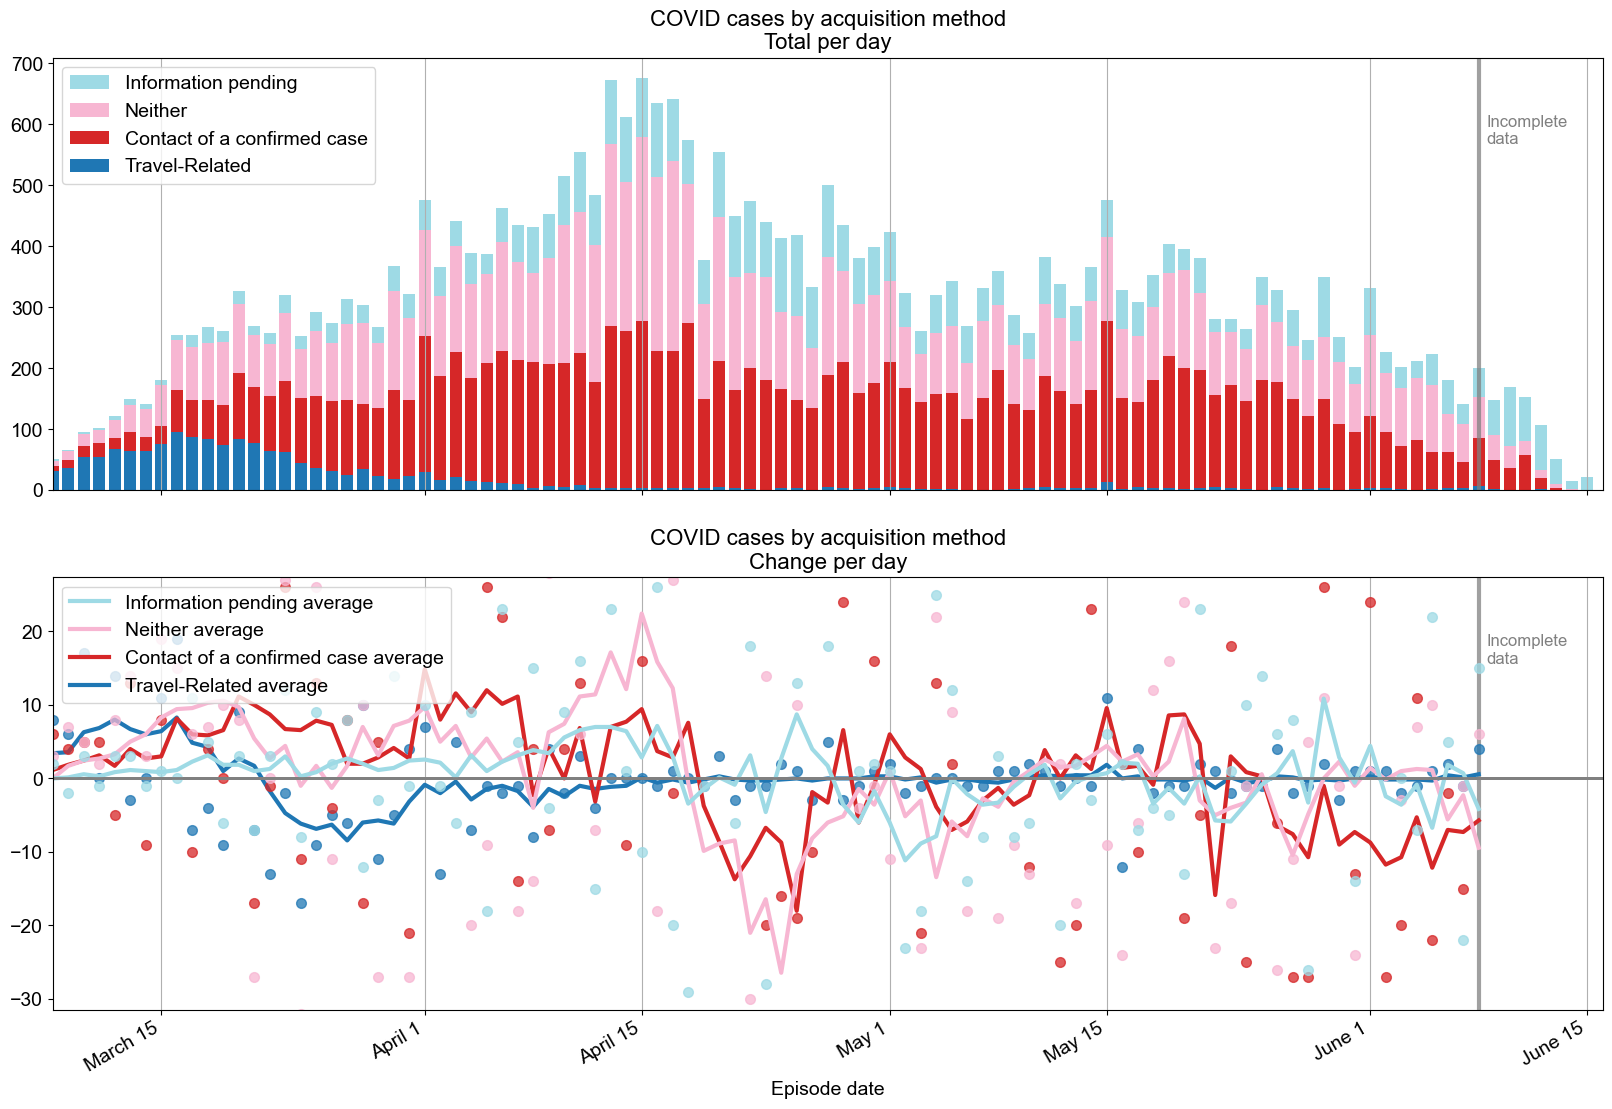 COVID cases by acquisition method
Total per day
700
600
500
400
300
200
100
0
Information pending
Neither
Contact of a confirmed case
Travel-Related
Incomplete
data
COVID cases by acquisition method
Change per day
20
10
0
−10
−20
−30
Information pending average
Neither average
Contact of a confirmed case average
Travel-Related average
Incomplete
data
March 15
April 1
April 15
May 1
May 15
June 1
June 15
Episode date